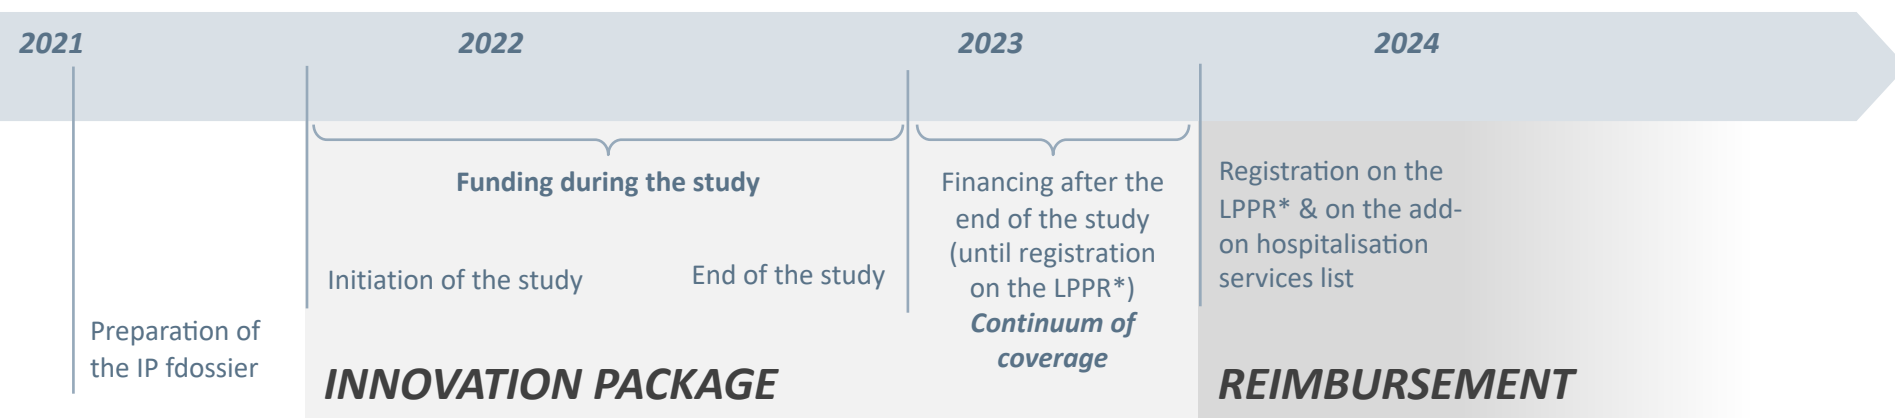 2021
2022
2023
2024
Preparation of
the IP fdossier
Funding during the study
Initiation of the study
End of the study
Financing after the
end of the study
(until registration
on the LPPR*)
Continuum of
coverage
Registration on the
LPPR* & on the add-
on hospitalisation
services list
INNOVATION PACKAGE
REIMBURSEMENT